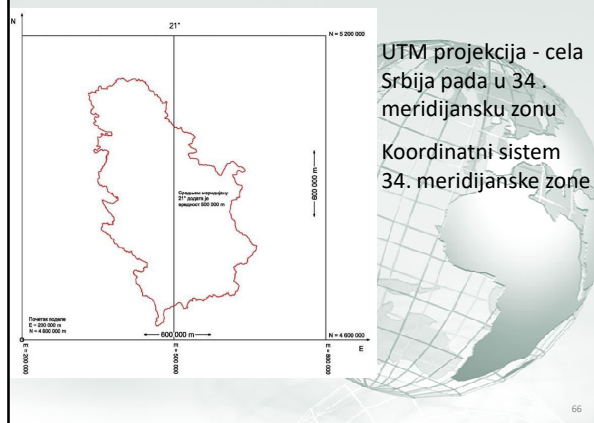 N
21°
N = 5 200 000
UTM projekcija - cela
Srbija pada u 34 .
meridijansku zonu
Koordinatni sistem
34. meridijanske zone
600 000 m
21° додата је
вредност 500 000 m
Почетак поделе
E = 200 000 m
N = 4 600 000 m
600 000 m
N = 4 600 000
E
m = 200 000
m = 500 000
m = 800 000
66